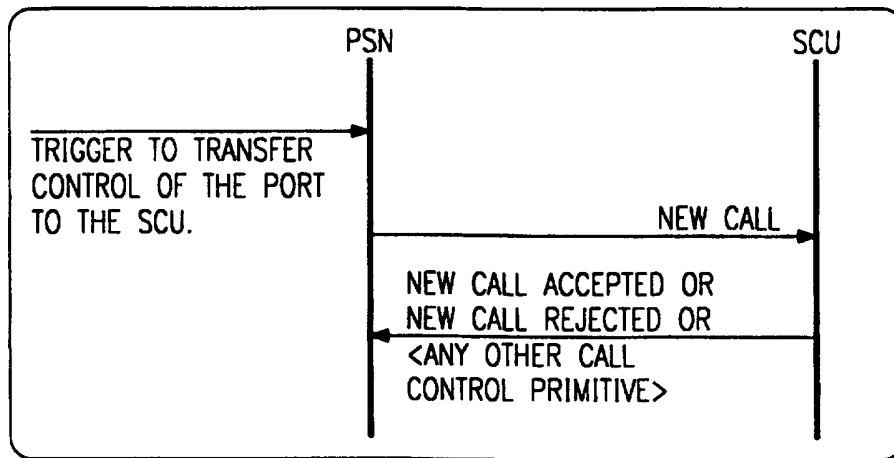 PSN
SCU
TRIGGER TO TRANSFER
CONTROL OF THE PORT
TO THE SCU.
NEW CALL
NEW CALL ACCEPTED OR
NEW CALL REJECTED OR
<ANY OTHER CALL
CONTROL PRIMITIVE>